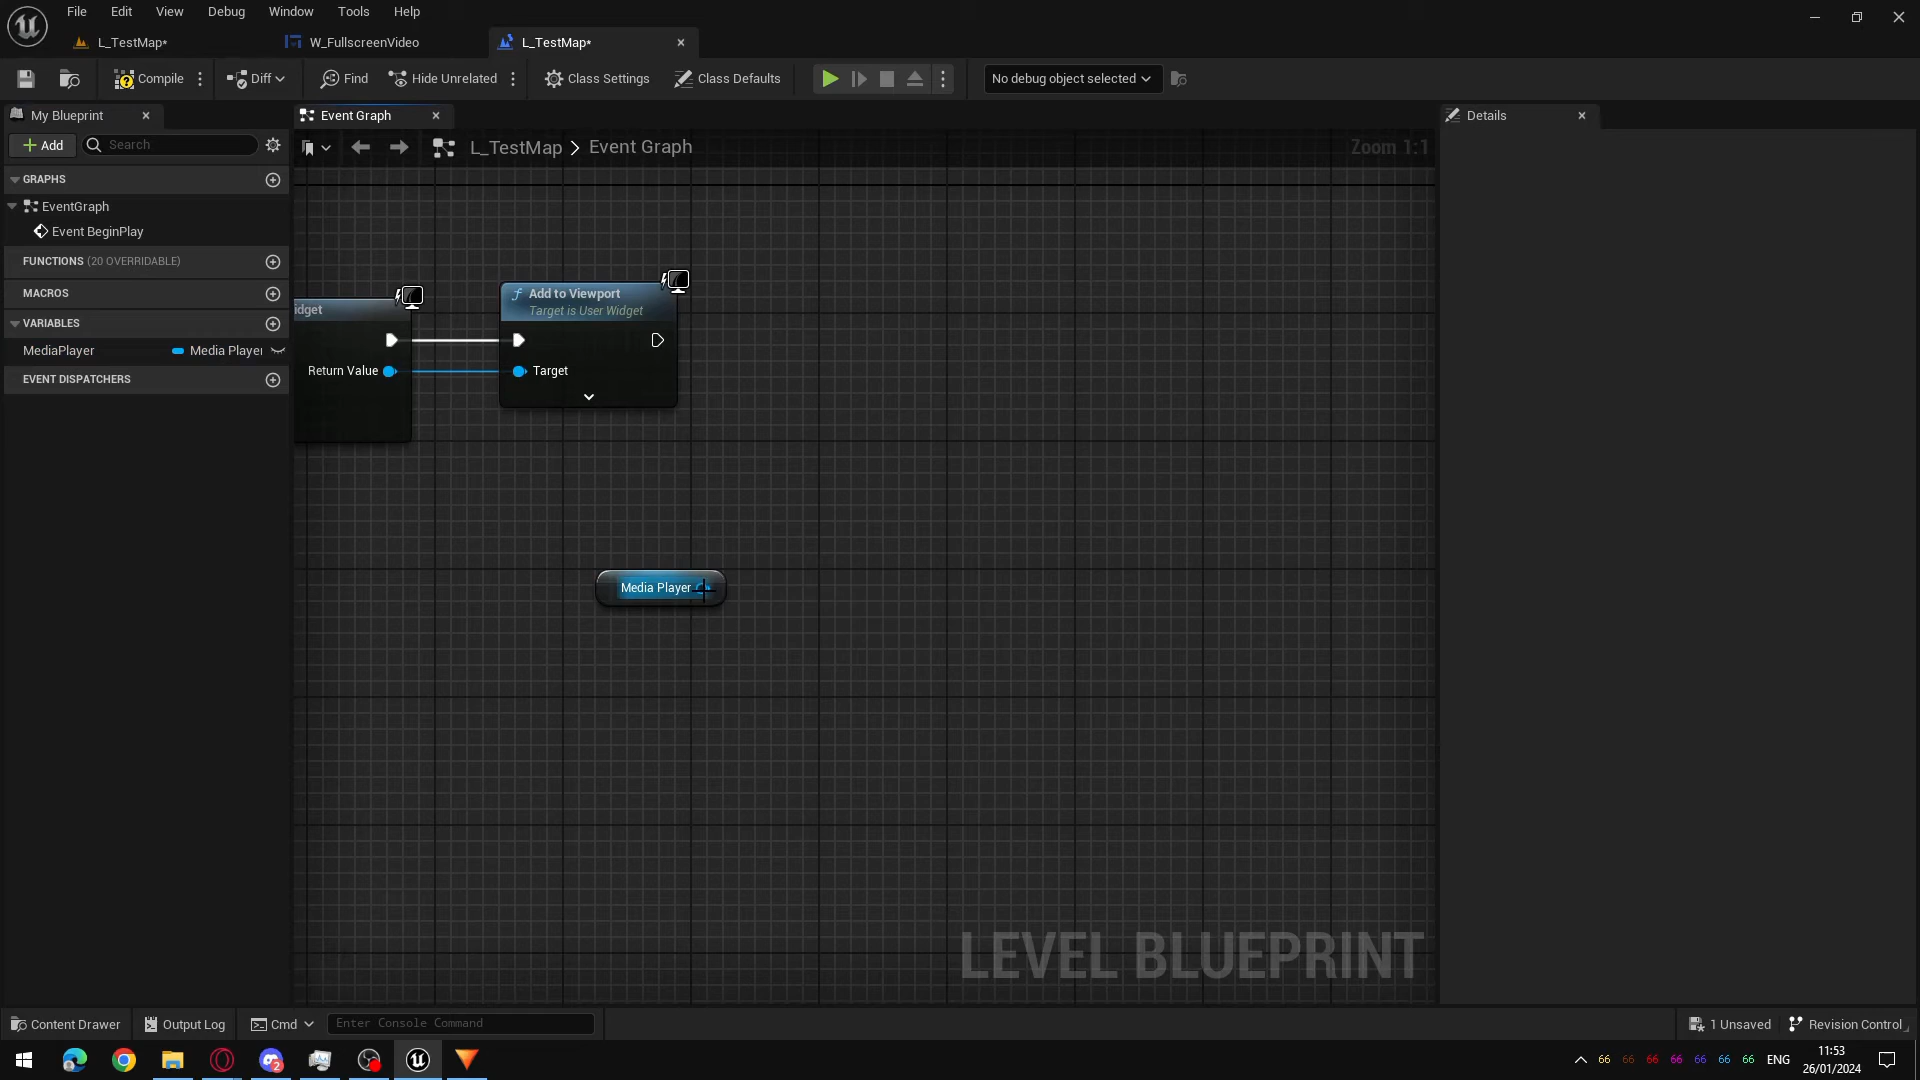 File Edit View Debug Window Tools Help
L_TestMap* W_FullscreenVideo L_TestMap*
Compile Diff Find Hide Unrelated Class Settings Class Defaults No debug object selected
My Blueprint Event Graph Details
Add Search L_TestMap > Event Graph Zoom 1:1
GRAPHS
EventGraph
Event BeginPlay
FUNCTIONS (20 OVERRIDABLE)
MACROS
VARIABLES
MediaPlayer Media Player
EVENT DISPATCHERS
idget
Return Value
f Add to Viewport
Target is User Widget
Target
Media Player
LEVEL BLUEPRINT
Content Drawer Output Log Cmd Enter Console Command 1 Unsaved Revision Control
2 66 66 66 66 66 66 66 ENG 11:53
26/01/2024